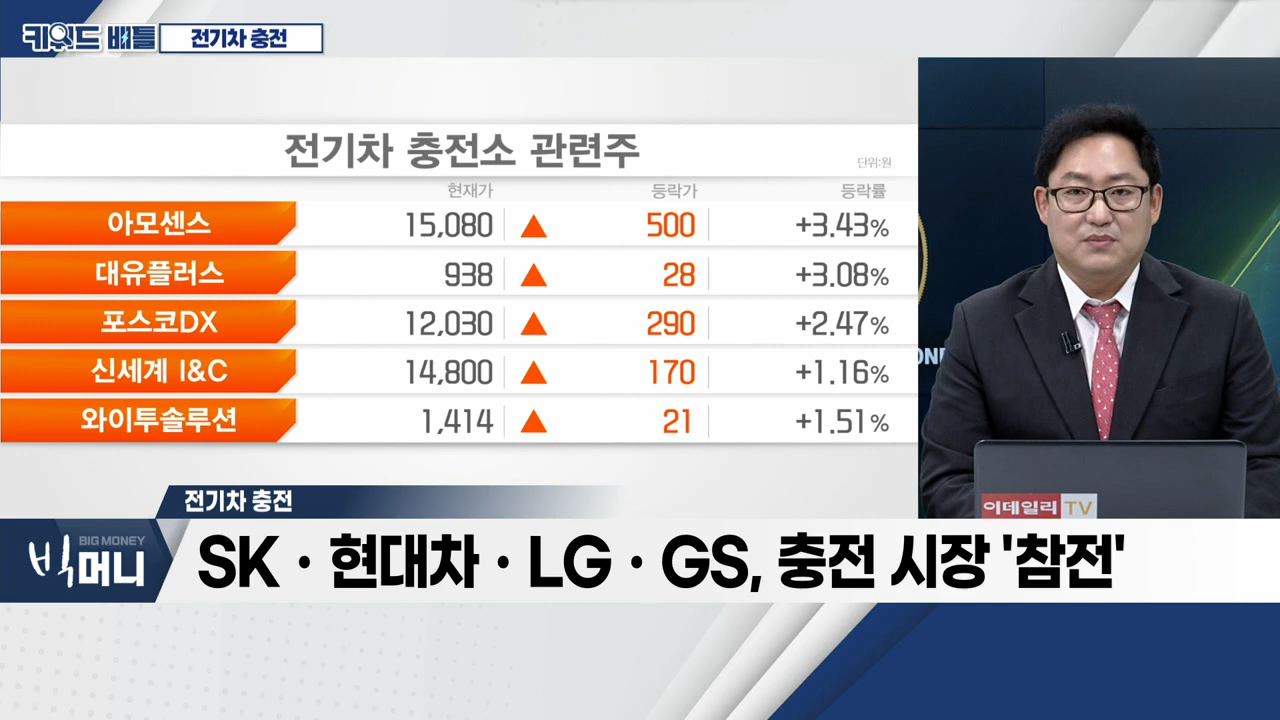 키워드 배틀 전기차 충전
전기차 충전소 관련주
단위:원
현재가 등락가 등락률
아모센스 15,080 ▲ 500 +3.43%
대유플러스 938 ▲ 28 +3.08%
포스코DX 12,030 ▲ 290 +2.47%
신세계 I&C 14,800 ▲ 170 +1.16%
와이투솔루션 1,414 ▲ 21 +1.51%
이데일리 TV
전기차 충전
BIG MONEY
빅머니
SK · 현대차 · LG · GS, 충전 시장 '참전'